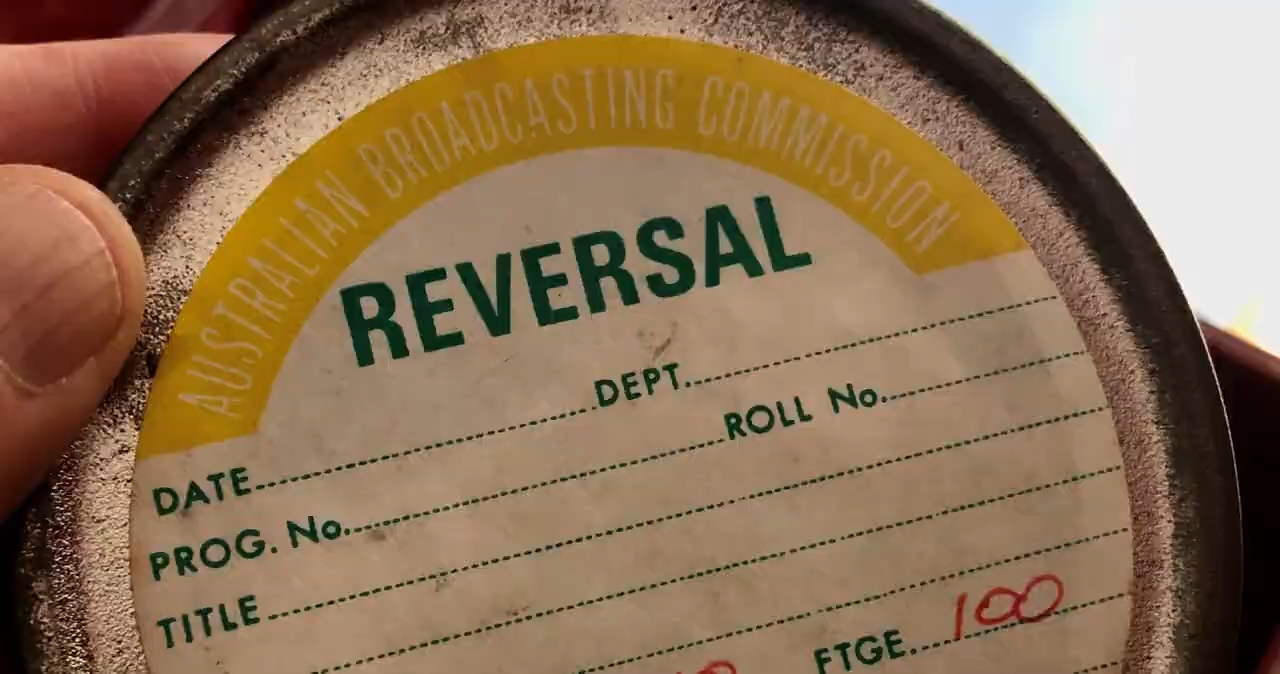 AUSTRALIAN BROADCASTING COMMISSION
REVERSAL
DATE DEPT.
PROG. No. ROLL No.
TITLE
FTGE. 100